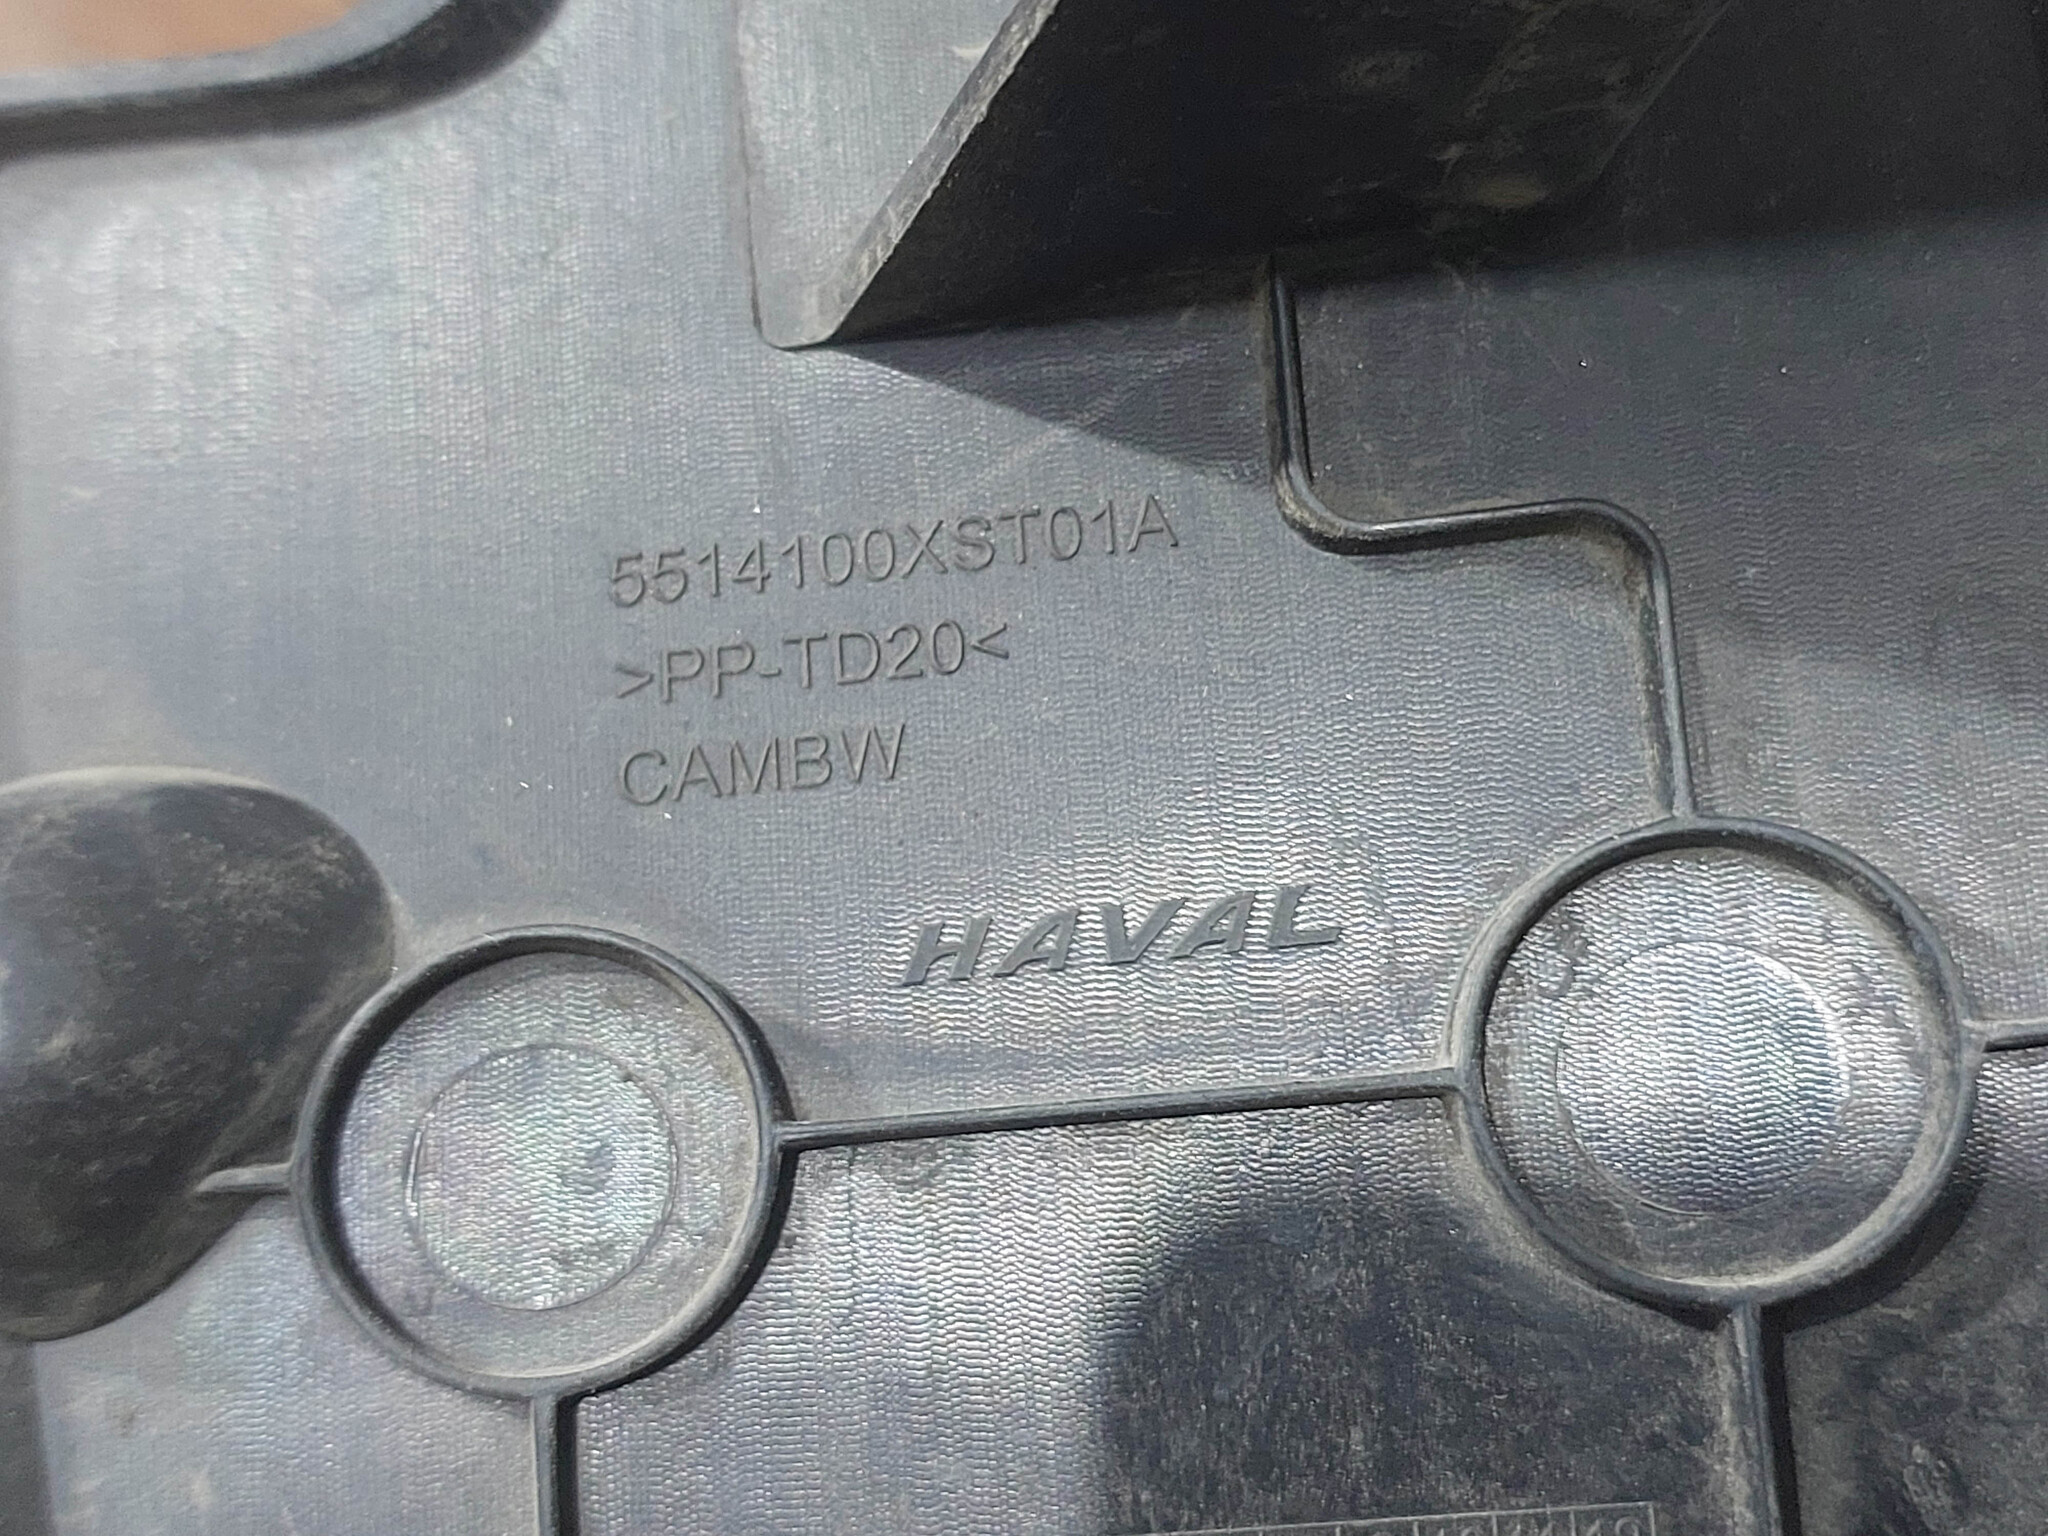 5514100XST01A
>PP-TD20<
CAMBW
HAVAL